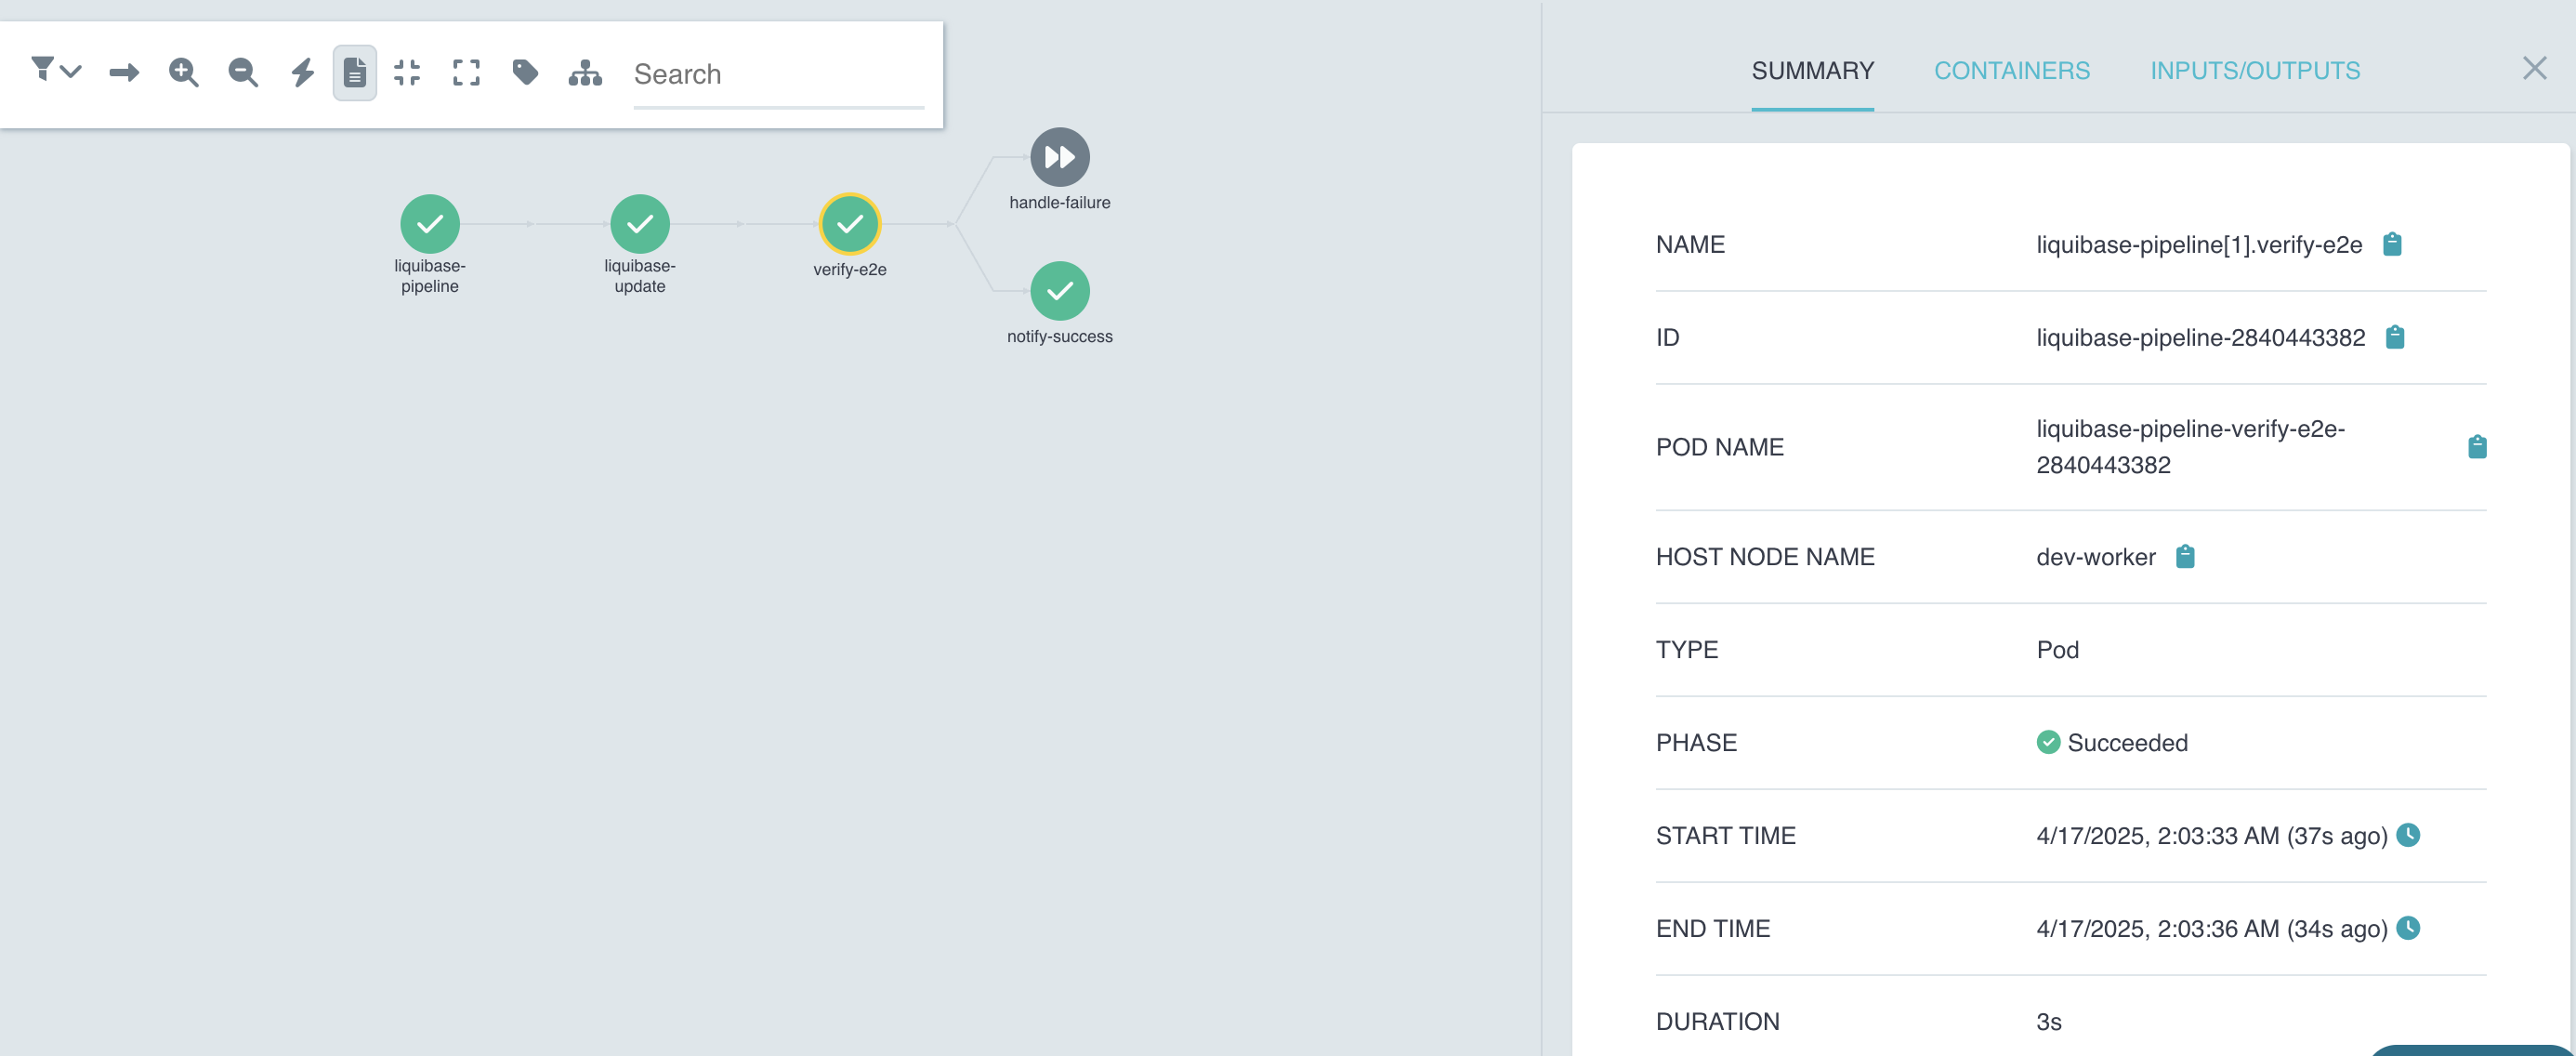 Search
handle-failure
liquibase-
pipeline
liquibase-
update
verify-e2e
notify-success
SUMMARY
CONTAINERS
INPUTS/OUTPUTS
NAME
liquibase-pipeline[1].verify-e2e
ID
liquibase-pipeline-2840443382
POD NAME
liquibase-pipeline-verify-e2e-
2840443382
HOST NODE NAME
dev-worker
TYPE
Pod
PHASE
Succeeded
START TIME
4/17/2025, 2:03:33 AM (37s ago)
END TIME
4/17/2025, 2:03:36 AM (34s ago)
DURATION
3s